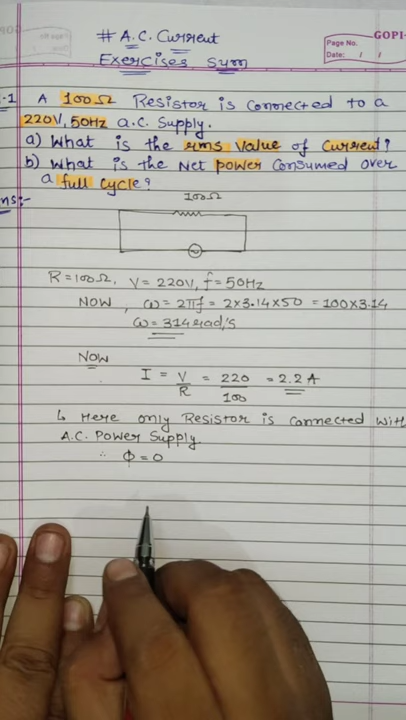 # A.C. Current
Exercises Sum
GOPI
Page No.
Date: / /
-1 A 100Ω Resistor is connected to a
220V, 50Hz a.c. Supply.
a) What is the rms value of current?
b) What is the Net power consumed over
a full cycle?
ns:-
100Ω
R = 100Ω, V = 220V, f = 50Hz
NOW, ω = 2πf = 2×3.14×50 = 100×3.14
ω = 314 rad/s
NOW
I = V/R = 220/100 = 2.2 A
↳ Here only Resistor is connected with
A.C. Power Supply.
∴ Φ = 0